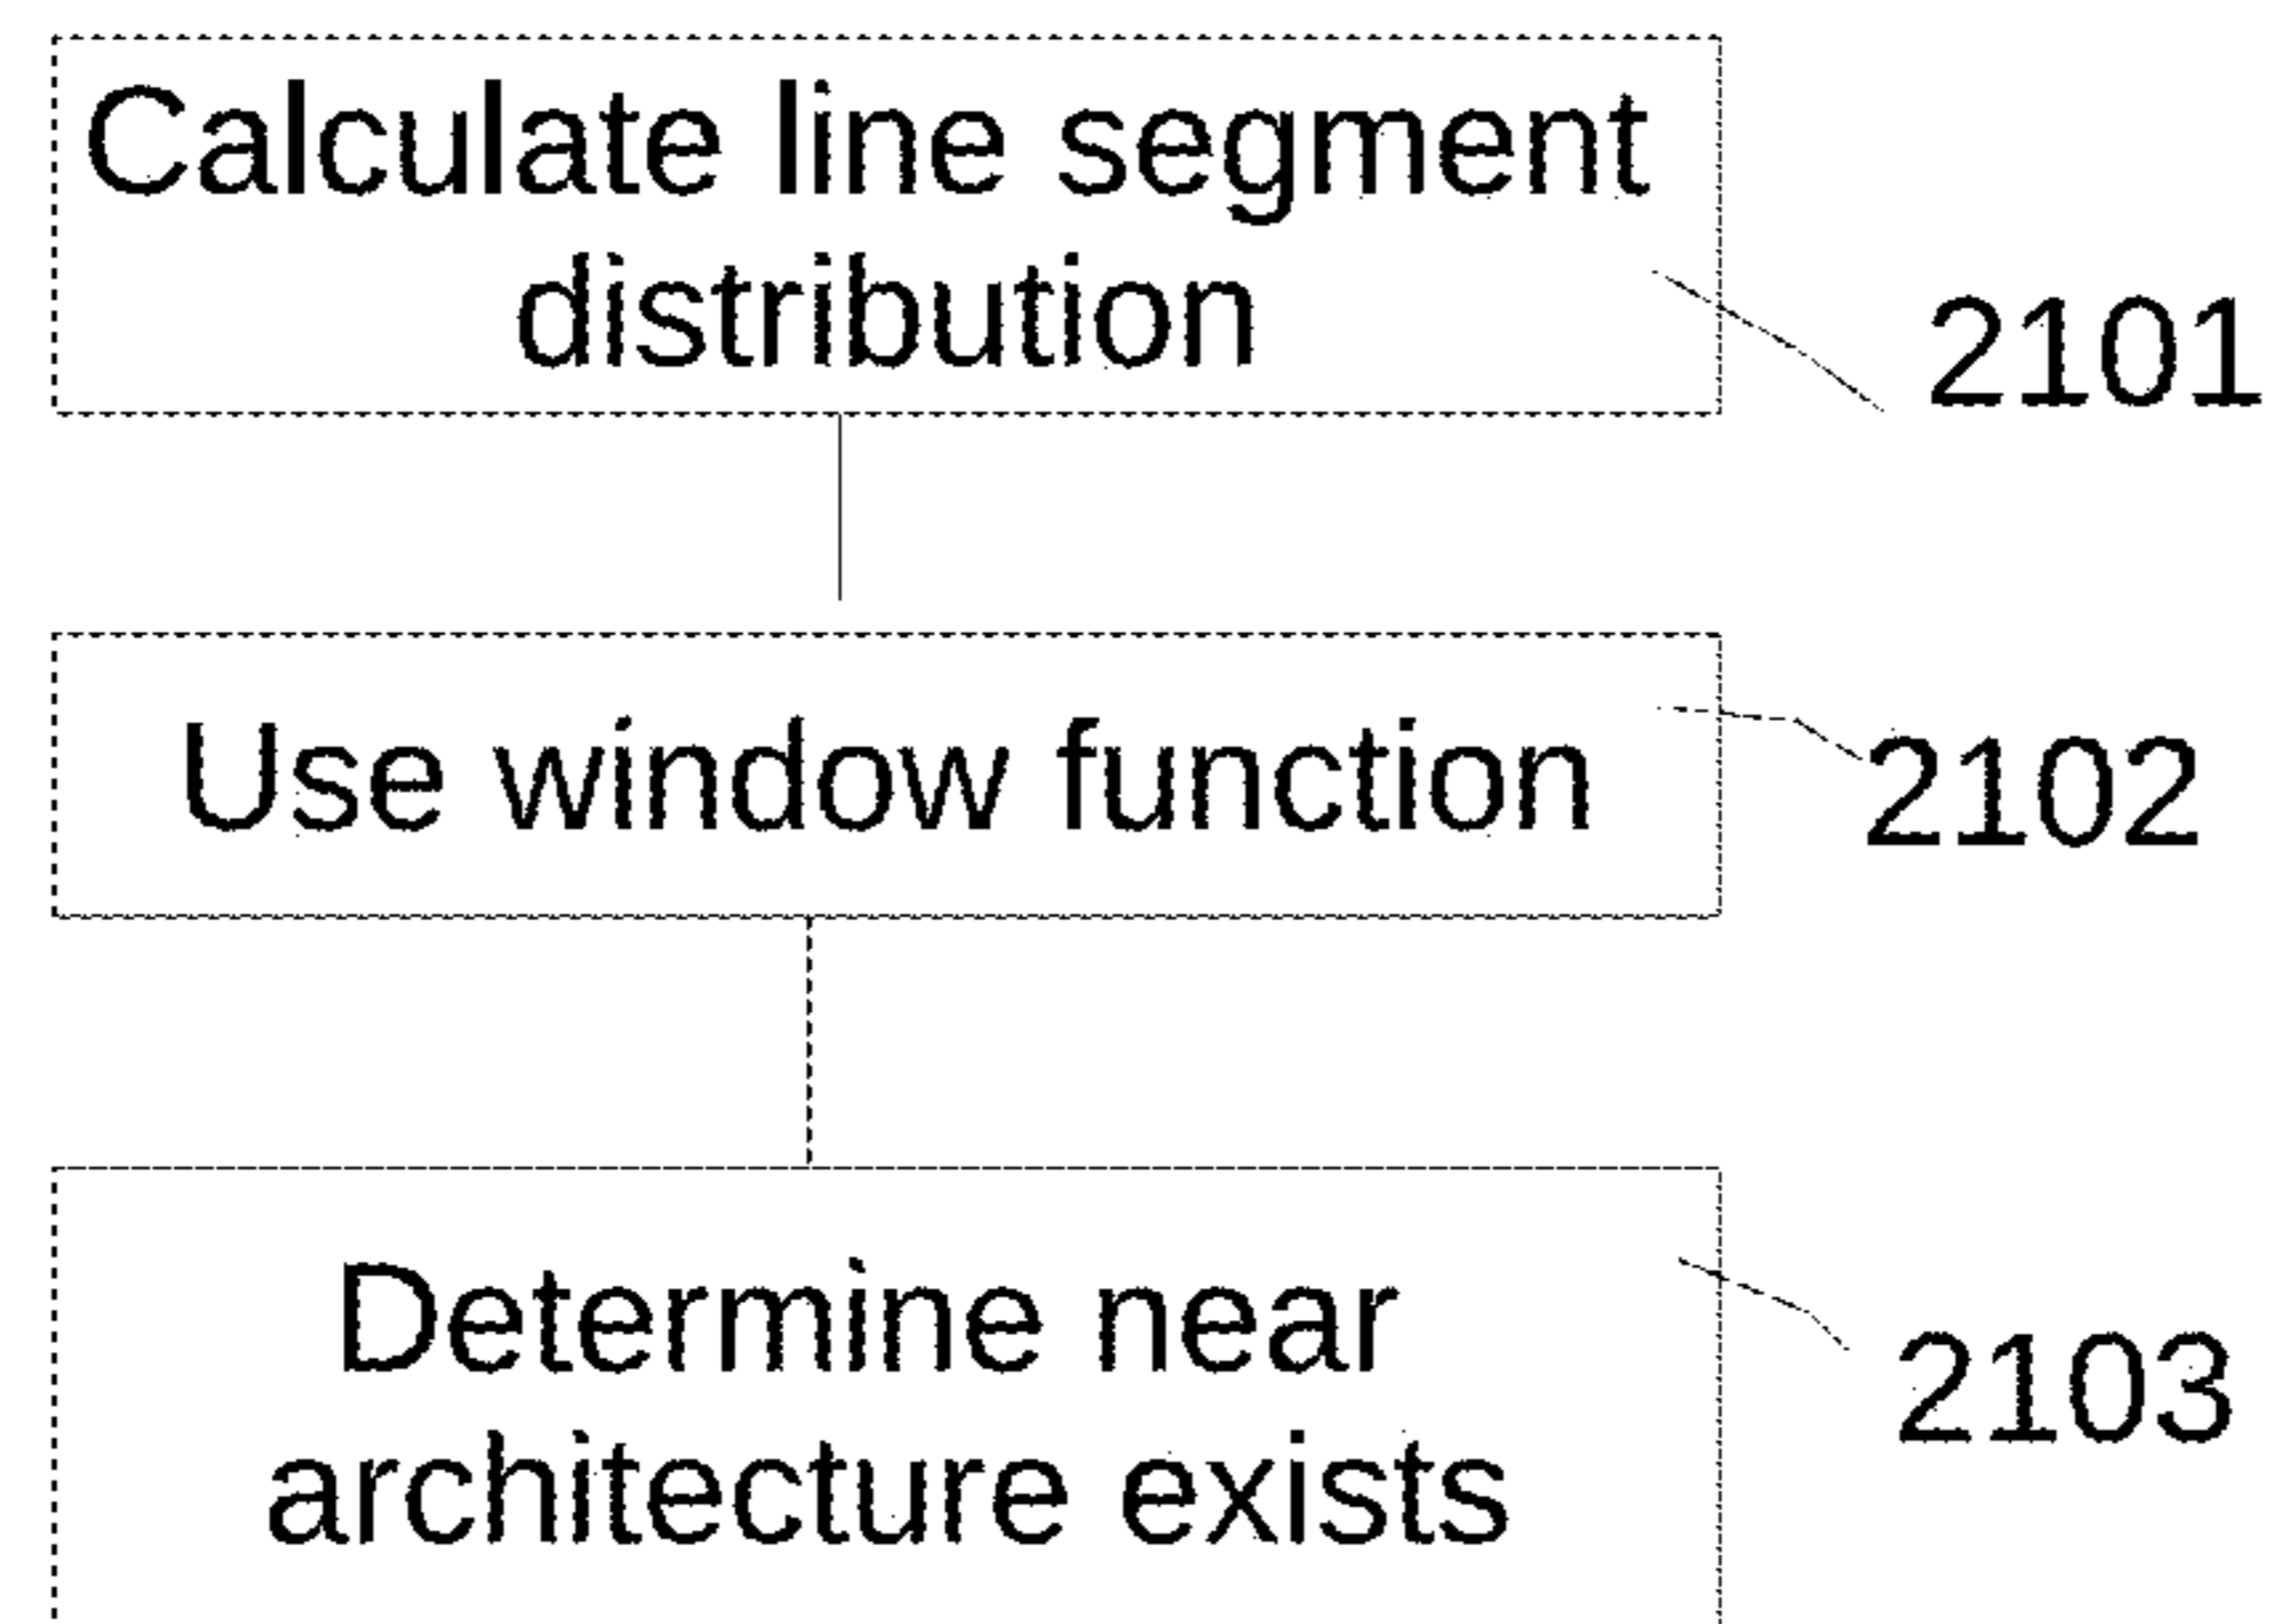 Calculate line segment
distribution
2101
Use window function
2102
Determine near
architecture exists
2103